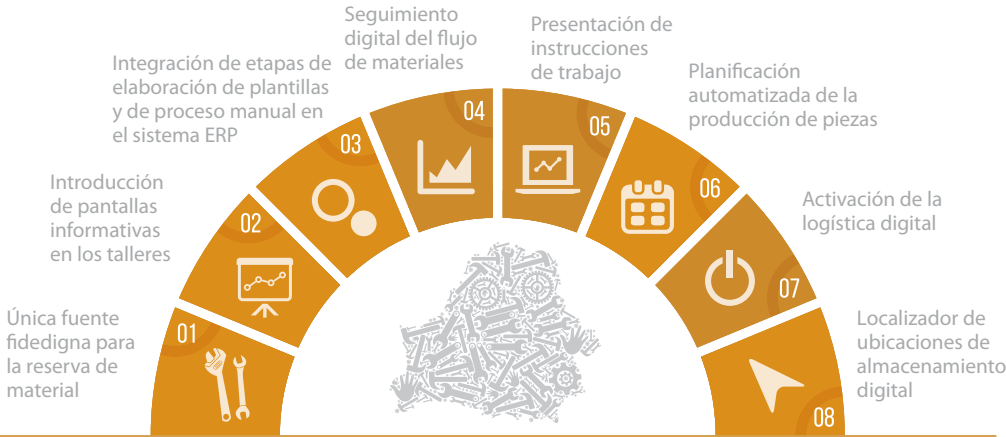 01
Única fuente
fidedigna para
la reserva de
material
02
Introducción
de pantallas
informativas
en los talleres
03
Integración de etapas de
elaboración de plantillas
y de proceso manual en
el sistema ERP
04
Seguimiento
digital del flujo
de materiales
05
Presentación de
instrucciones
de trabajo
06
Planificación
automatizada de la
producción de piezas
07
Activación de la
logística digital
08
Localizador de
ubicaciones de
almacenamiento
digital